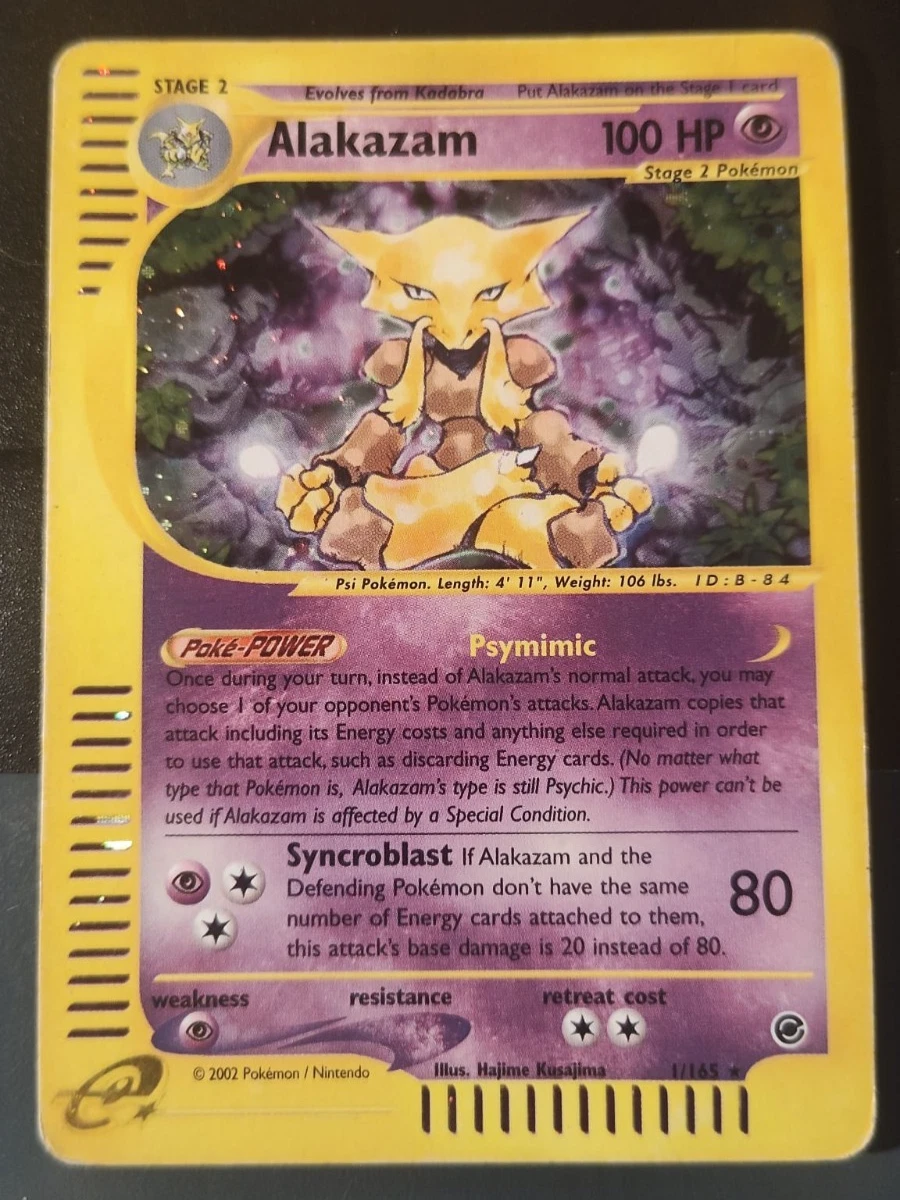 STAGE 2
Evolves from Kadabra Put Alakazam on the Stage 1 card
Alakazam 100 HP
Stage 2 Pokémon
Psi Pokémon. Length: 4' 11", Weight: 106 lbs. ID:B-84
Poké-POWER Psymimic
Once during your turn, instead of Alakazam's normal attack, you may
choose 1 of your opponent's Pokémon's attacks. Alakazam copies that
attack including its Energy costs and anything else required in order
to use that attack, such as discarding Energy cards. (No matter what
type that Pokémon is, Alakazam's type is still Psychic.) This power can't be
used if Alakazam is affected by a Special Condition.
Syncroblast If Alakazam and the
Defending Pokémon don't have the same
number of Energy cards attached to them,
this attack's base damage is 20 instead of 80.
80
weakness resistance retreat cost
© 2002 Pokémon / Nintendo Illus. Hajime Kusajima 1/165 ★
e